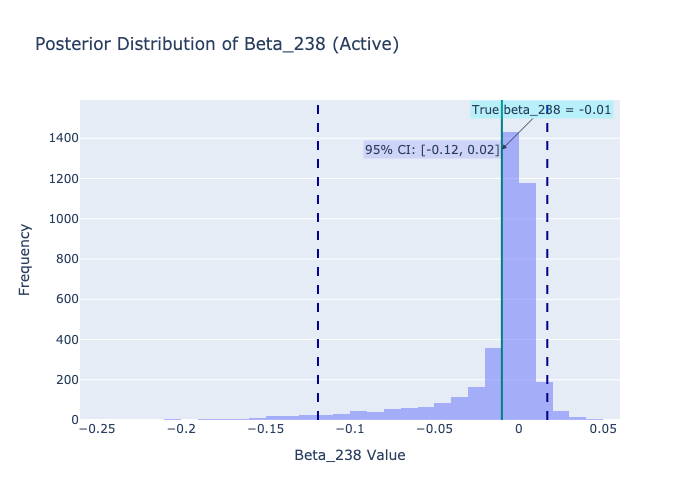 Posterior Distribution of Beta_238 (Active)
True beta_238 = -0.01
95% CI: [-0.12, 0.02]
1400
1200
1000
800
600
400
200
0
Frequency
−0.25 −0.2 −0.15 −0.1 −0.05 0 0.05
Beta_238 Value